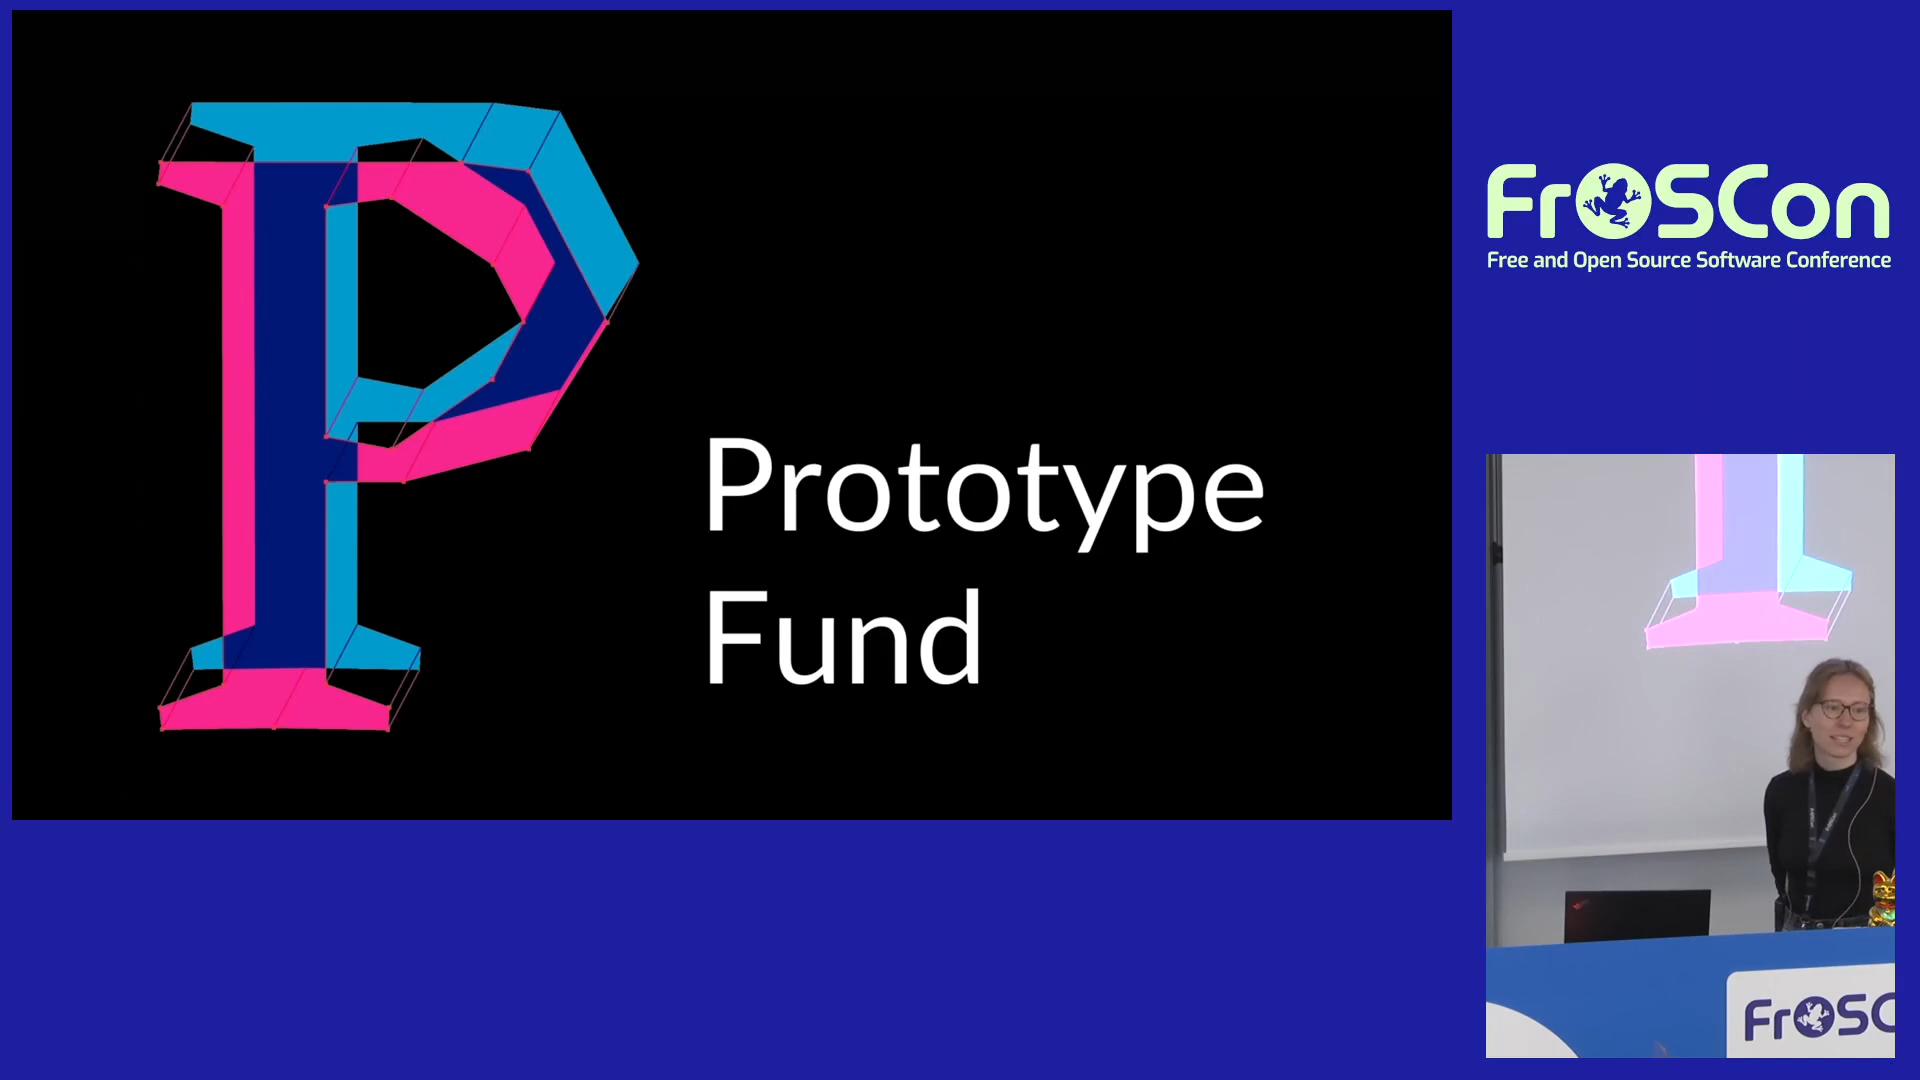 Prototype
Fund
FrOSCon
Free and Open Source Software Conference
FrOSC